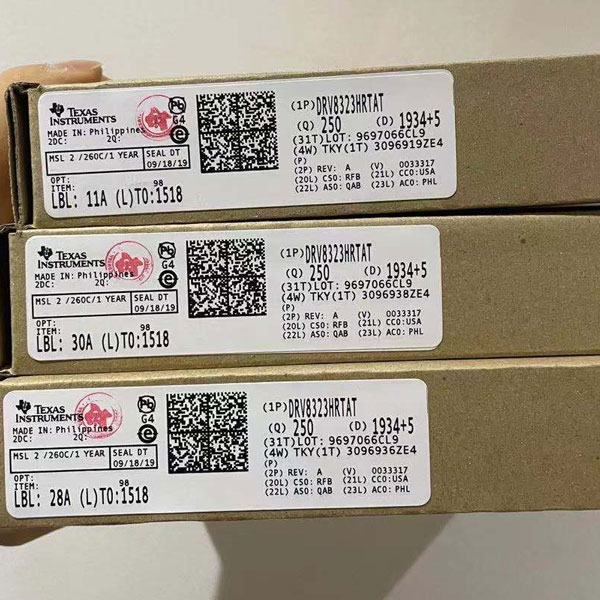 TEXAS
INSTRUMENTS
MADE IN: Philippines
2DC: 2Q:
Pb
G4
e
MSL 2 /260C/1 YEAR SEAL DT
09/18/19
OPT:
ITEM: 98
LBL: 11A (L)TO:1518
(1P)DRV8323HRTAT
(Q) 250 (D) 1934+5
(31T)LOT: 9697066CL9
(4W) TKY(1T) 3096919ZE4
(P)
(2P) REV: A (V) 0033317
(20L) CSO: RFB (21L) CCO:USA
(22L) ASO: QAB (23L) ACO: PHL
TEXAS
INSTRUMENTS
MADE IN: Philippines
2DC: 2Q:
Pb
G4
e
MSL 2 /260C/1 YEAR SEAL DT
09/18/19
OPT:
ITEM: 98
LBL: 30A (L)TO:1518
(1P)DRV8323HRTAT
(Q) 250 (D) 1934+5
(31T)LOT: 9697066CL9
(4W) TKY(1T) 3096938ZE4
(P)
(2P) REV: A (V) 0033317
(20L) CSO: RFB (21L) CCO:USA
(22L) ASO: QAB (23L) ACO: PHL
TEXAS
INSTRUMENTS
MADE IN: Philippines
2DC: 2Q:
Pb
G4
e
MSL 2 /260C/1 YEAR SEAL DT
09/18/19
OPT:
ITEM: 98
LBL: 28A (L)TO:1518
(1P)DRV8323HRTAT
(Q) 250 (D) 1934+5
(31T)LOT: 9697066CL9
(4W) TKY(1T) 3096936ZE4
(P)
(2P) REV: A (V) 0033317
(20L) CSO: RFB (21L) CCO:USA
(22L) ASO: QAB (23L) ACO: PHL